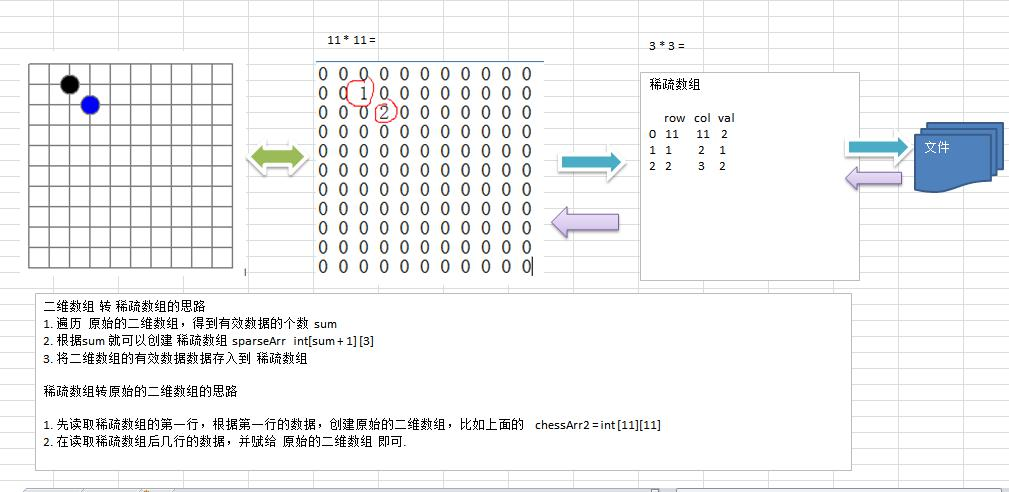 11 * 11 =
3 * 3 =
0 0 0 0 0 0 0 0 0 0 0
0 0 1 0 0 0 0 0 0 0 0
0 0 0 2 0 0 0 0 0 0 0
0 0 0 0 0 0 0 0 0 0 0
0 0 0 0 0 0 0 0 0 0 0
0 0 0 0 0 0 0 0 0 0 0
0 0 0 0 0 0 0 0 0 0 0
0 0 0 0 0 0 0 0 0 0 0
0 0 0 0 0 0 0 0 0 0 0
0 0 0 0 0 0 0 0 0 0 0
0 0 0 0 0 0 0 0 0 0 0
稀疏数组
row col val
0 11 11 2
1 1 2 1
2 2 3 2
文件
二维数组 转 稀疏数组的思路
1. 遍历 原始的二维数组，得到有效数据的个数 sum
2. 根据sum 就可以创建 稀疏数组 sparseArr int[sum + 1] [3]
3. 将二维数组的有效数据数据存入到 稀疏数组
稀疏数组转原始的二维数组的思路
1. 先读取稀疏数组的第一行，根据第一行的数据，创建原始的二维数组，比如上面的 chessArr2 = int [11][11]
2. 在读取稀疏数组后几行的数据，并赋给 原始的二维数组 即可.